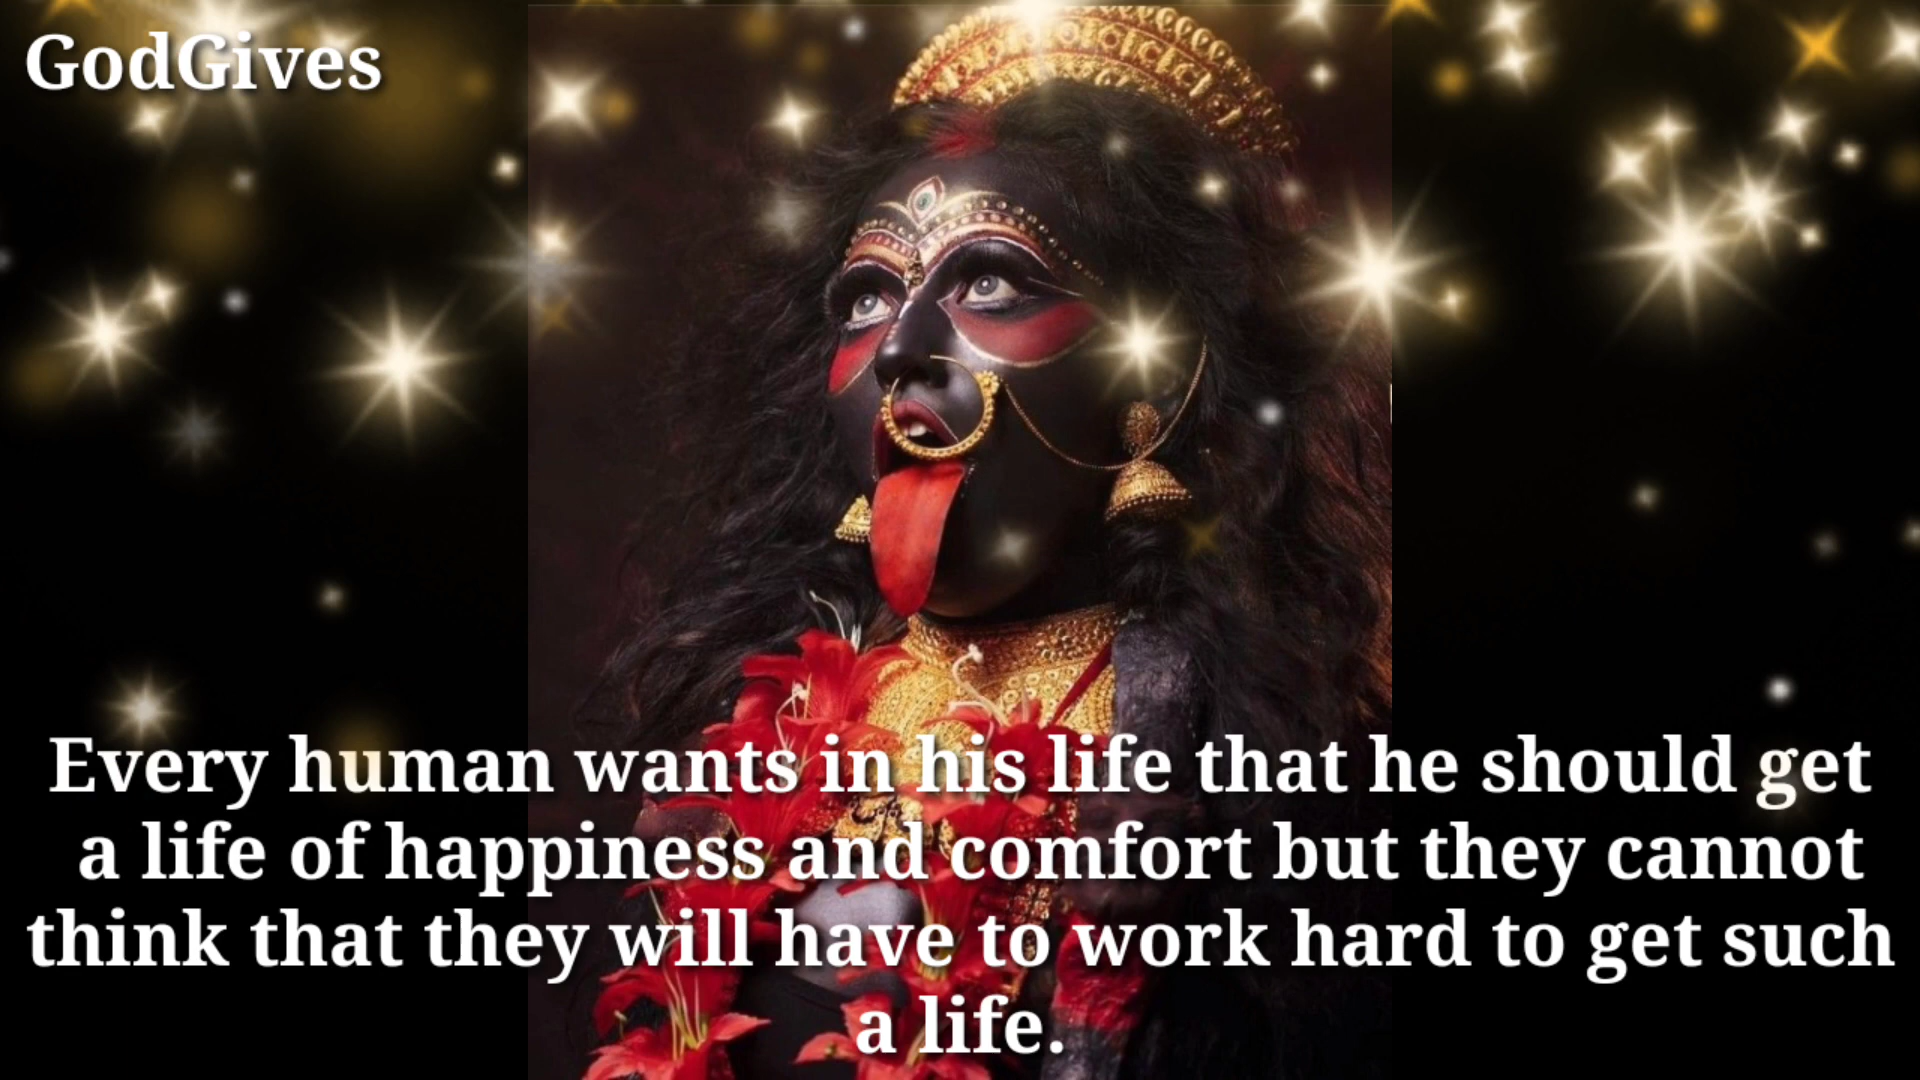 GodGives
Every human wants in his life that he should get
a life of happiness and comfort but they cannot
think that they will have to work hard to get such
a life.